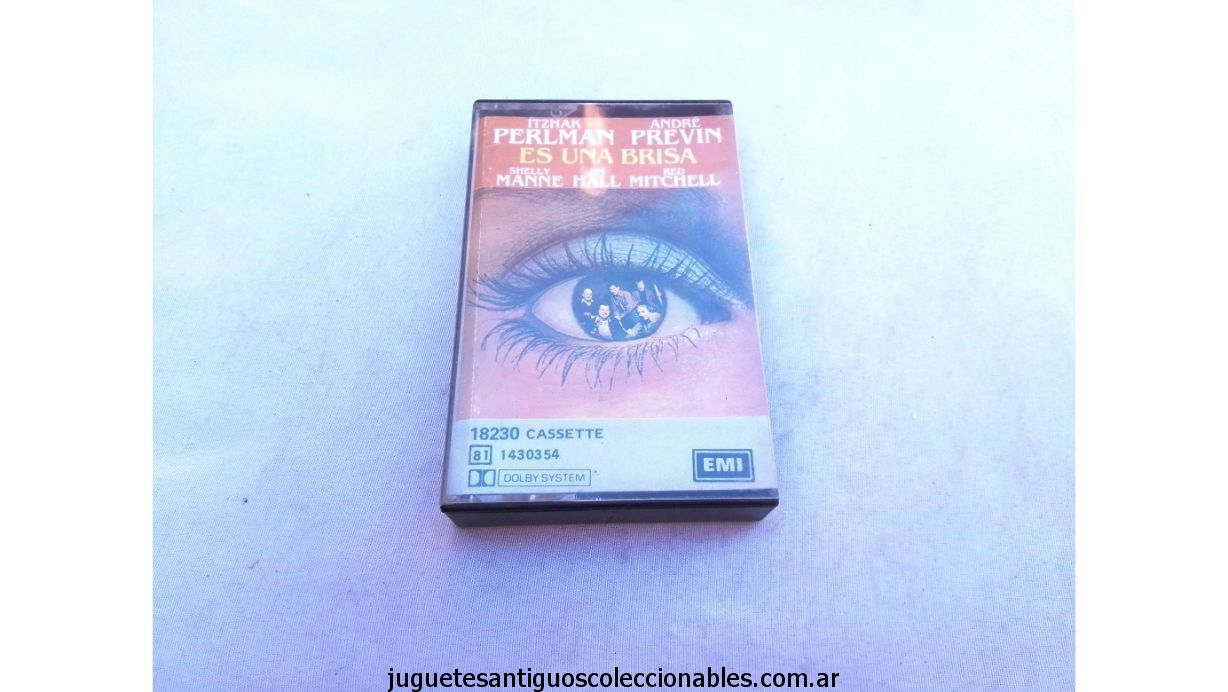 ITZHAK ANDRÉ
PERLMAN PREVIN
ES UNA BRISA
SHELLY JIM RED
MANNE HALL MITCHELL
18230 CASSETTE
81 1430354
DOLBY SYSTEM
EMI
juguetesantiguoscoleccionables.com.ar